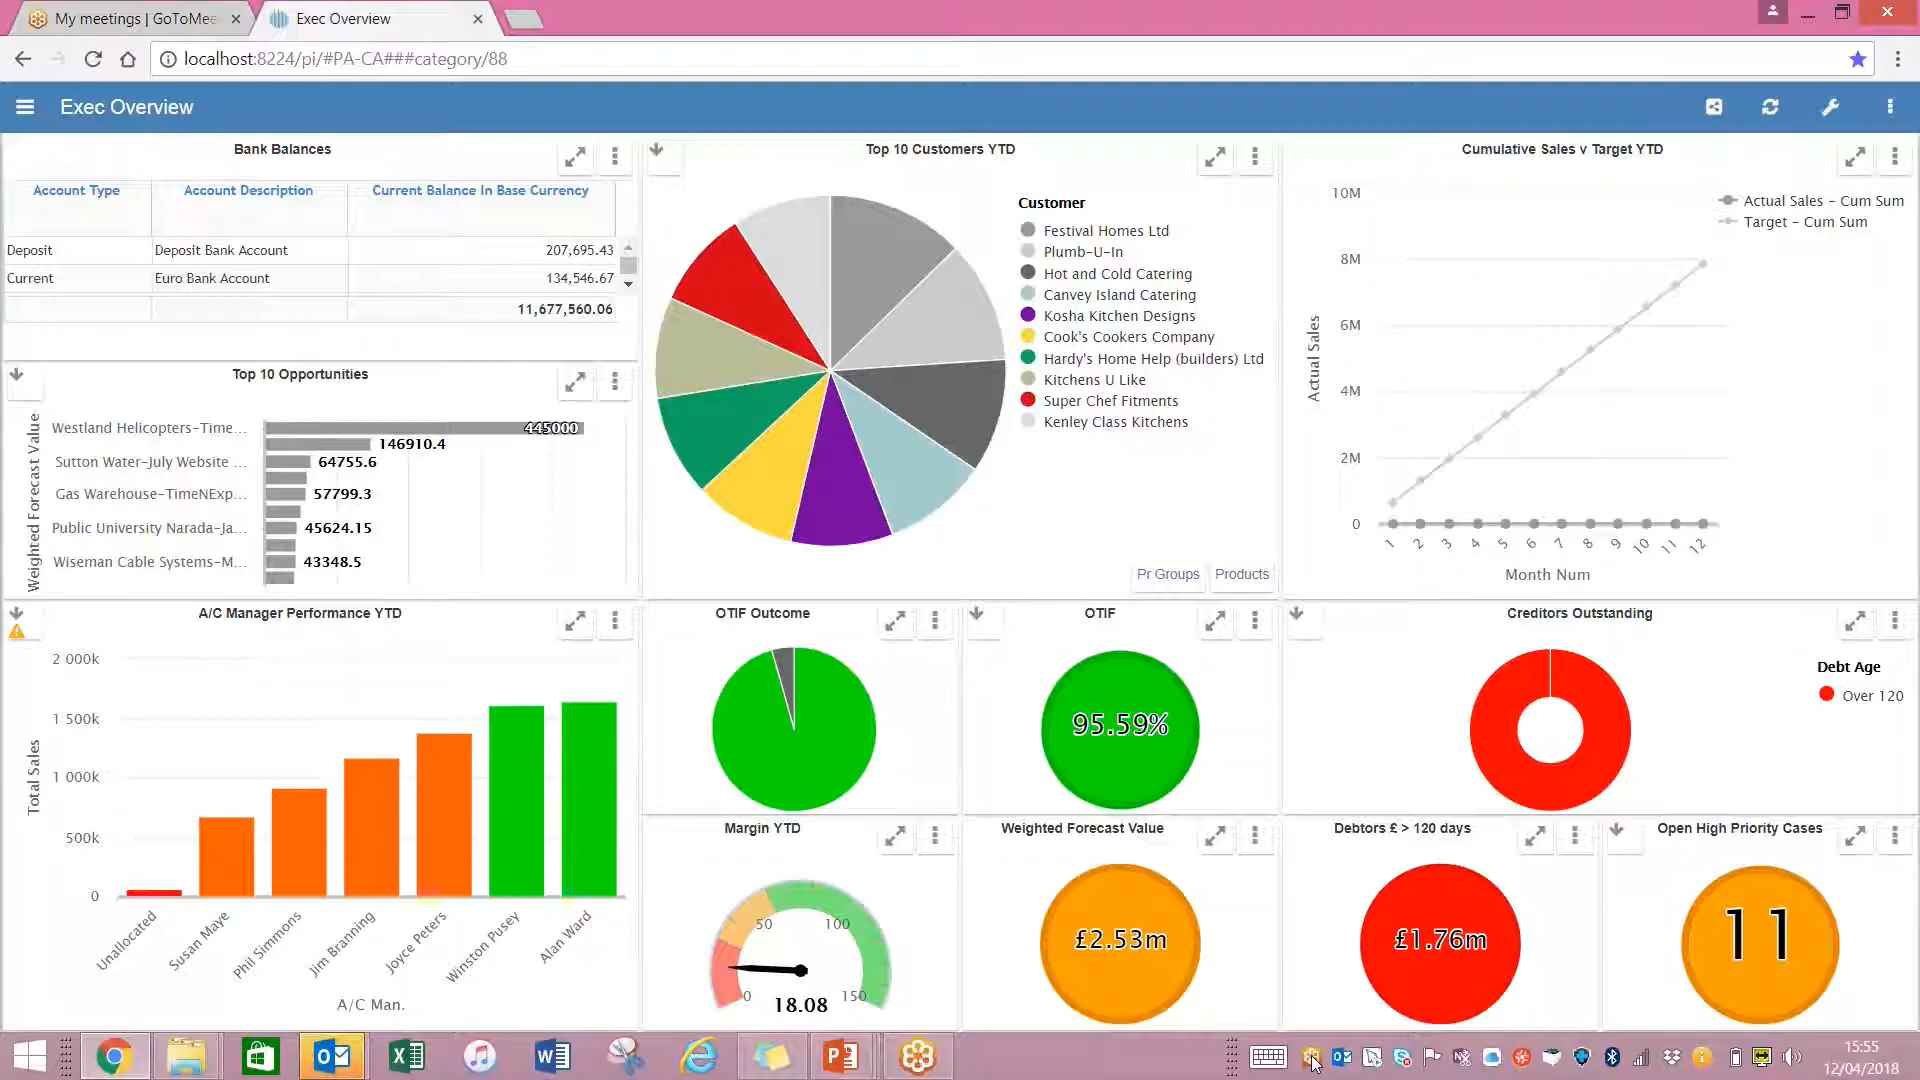 My meetings | GoToMee
Exec Overview
localhost:8224/pi/#PA-CA###category/88
Exec Overview
Bank Balances
Account Type Account Description Current Balance In Base Currency
Deposit Deposit Bank Account 207,695.43
Current Euro Bank Account 134,546.67
11,677,560.06
Top 10 Customers YTD
Customer
Festival Homes Ltd
Plumb-U-In
Hot and Cold Catering
Canvey Island Catering
Kosha Kitchen Designs
Cook's Cookers Company
Hardy's Home Help (builders) Ltd
Kitchens U Like
Super Chef Fitments
Kenley Class Kitchens
Pr Groups Products
Cumulative Sales v Target YTD
Actual Sales - Cum Sum
Target - Cum Sum
10M
8M
6M
4M
2M
0
Actual Sales
1 2 3 4 5 6 7 8 9 10 11 12
Month Num
Top 10 Opportunities
Weighted Forecast Value
Westland Helicopters-Time... 445000
146910.4
Sutton Water-July Website ... 64755.6
Gas Warehouse-TimeNExp... 57799.3
Public University Narada-Ja... 45624.15
Wiseman Cable Systems-M... 43348.5
A/C Manager Performance YTD
2 000k
1 500k
1 000k
500k
0
Total Sales
Unallocated Susan Maye Phil Simmons Jim Branning Joyce Peters Winston Pusey Alan Ward
A/C Man.
OTIF Outcome
OTIF
95.59%
Creditors Outstanding
Debt Age
Over 120
Margin YTD
0 50 100 150
18.08
Weighted Forecast Value
£2.53m
Debtors £ > 120 days
£1.76m
Open High Priority Cases
11
15:55
12/04/2018